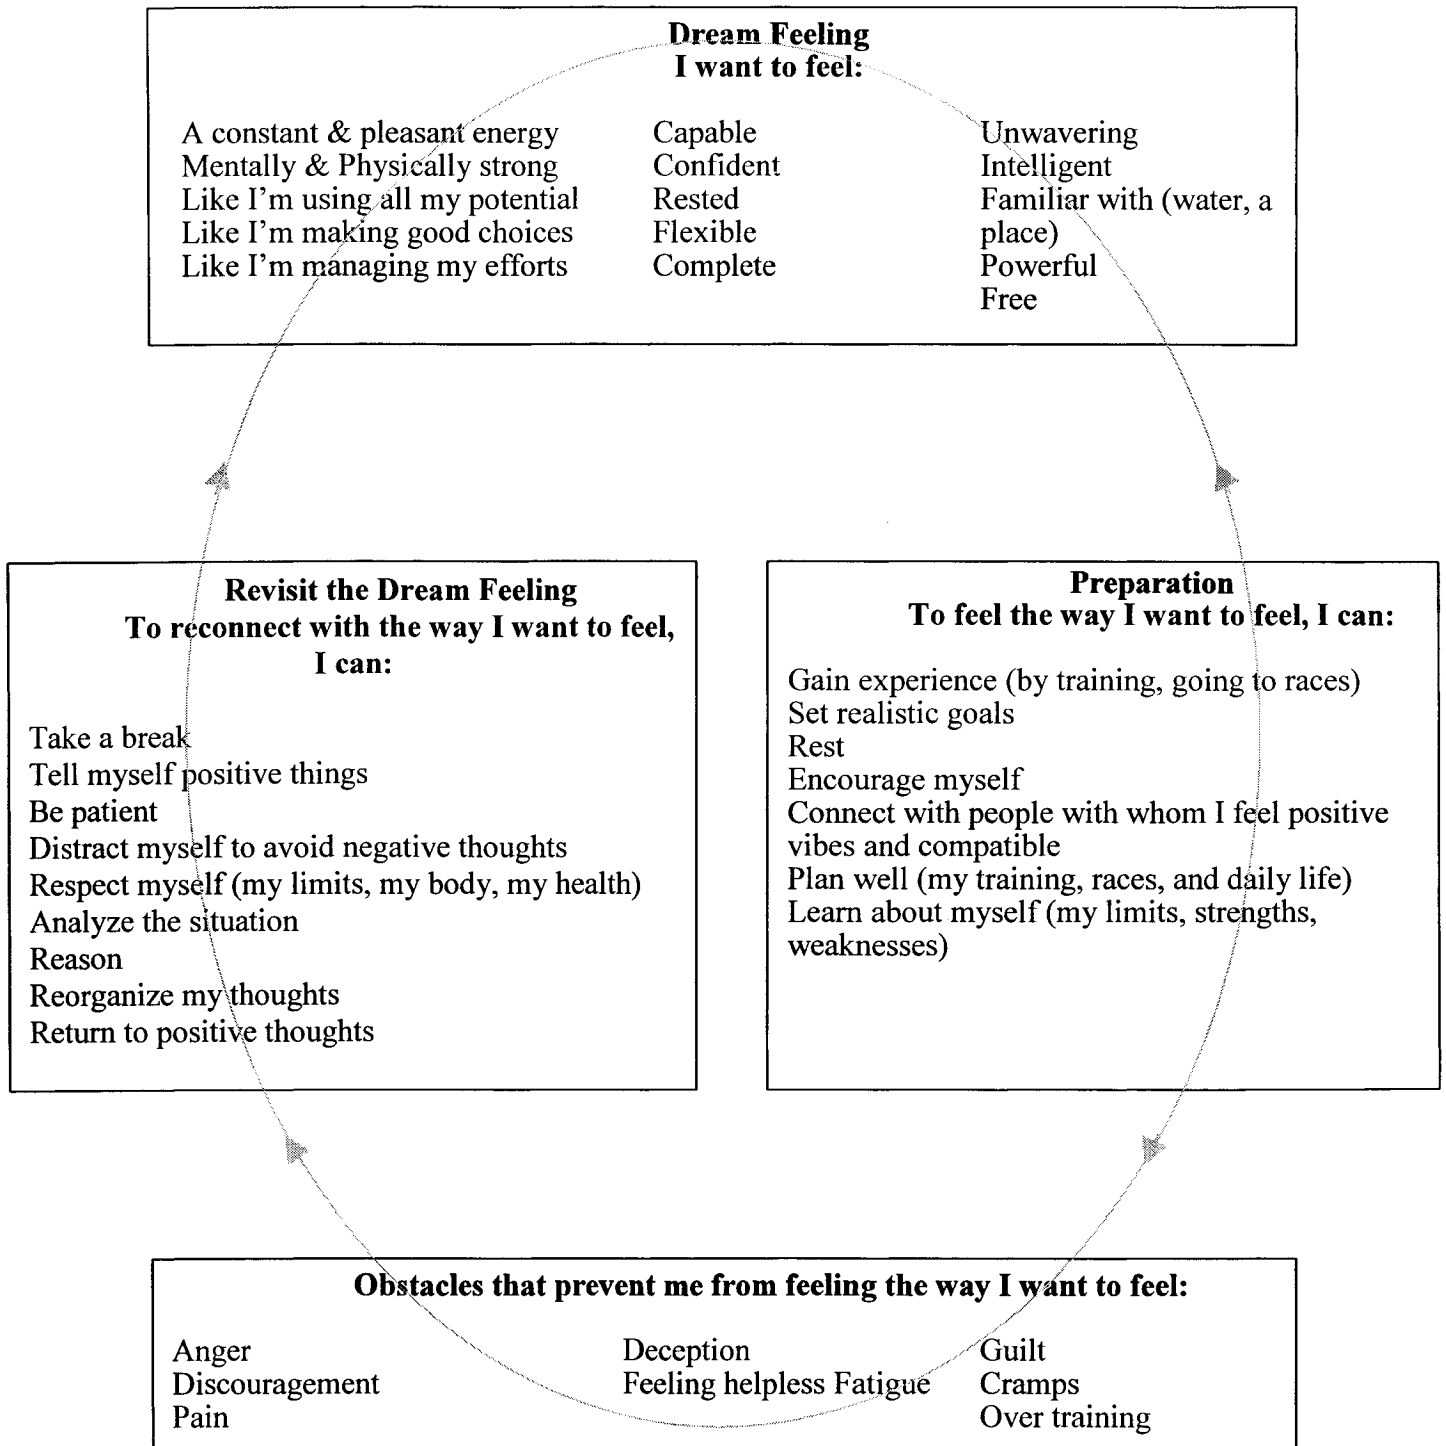 Dream Feeling
I want to feel:
A constant & pleasant energy
Mentally & Physically strong
Like I'm using all my potential
Like I'm making good choices
Like I'm managing my efforts
Capable
Confident
Rested
Flexible
Complete
Unwavering
Intelligent
Familiar with (water, a
place)
Powerful
Free
Revisit the Dream Feeling
To reconnect with the way I want to feel,
I can:
Take a break
Tell myself positive things
Be patient
Distract myself to avoid negative thoughts
Respect myself (my limits, my body, my health)
Analyze the situation
Reason
Reorganize my thoughts
Return to positive thoughts
Preparation
To feel the way I want to feel, I can:
Gain experience (by training, going to races)
Set realistic goals
Rest
Encourage myself
Connect with people with whom I feel positive
vibes and compatible
Plan well (my training, races, and daily life)
Learn about myself (my limits, strengths,
weaknesses)
Obstacles that prevent me from feeling the way I want to feel:
Anger
Discouragement
Pain
Deception
Feeling helpless Fatigue
Guilt
Cramps
Over training